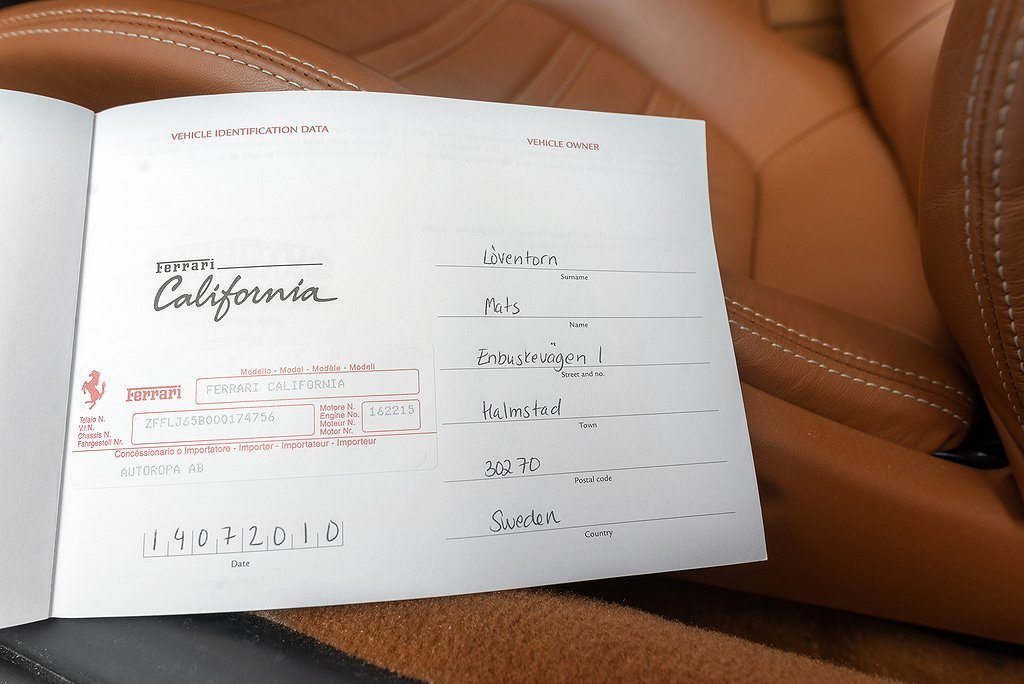 VEHICLE IDENTIFICATION DATA
Ferrari
California
Modello - Model - Modèle - Modell
Ferrari
FERRARI CALIFORNIA
Telaio N.
V.I.N.
Chassis N.
Fahrgestell Nr.
ZFFLJ65B000174756
Motore N.
Engine No.
Moteur N.
Motor Nr.
162215
Concessionario o Importatore - Importer - Importateur - Importeur
AUTOROPA AB
14072010
Date
VEHICLE OWNER
Löventorn
Surname
Mats
Name
Enbuskevägen 1
Street and no.
Halmstad
Town
302 70
Postal code
Sweden
Country